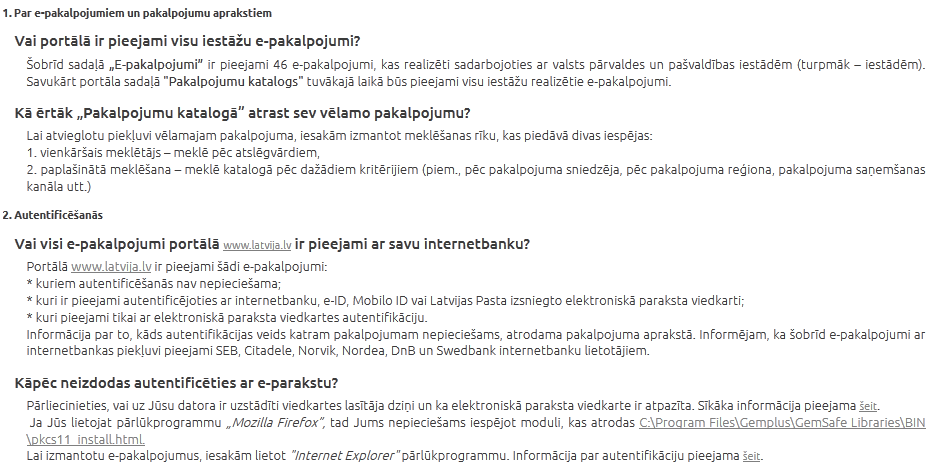 1. Par e-pakalpojumiem un pakalpojumu aprakstiem
Vai portālā ir pieejami visu iestāžu e-pakalpojumi?
Šobrīd sadaļā „E-pakalpojumi” ir pieejami 46 e-pakalpojumi, kas realizēti sadarbojoties ar valsts pārvaldes un pašvaldības iestādēm (turpmāk – iestādēm).
Savukārt portāla sadaļā "Pakalpojumu katalogs" tuvākajā laikā būs pieejami visu iestāžu realizētie e-pakalpojumi.
Kā ērtāk „Pakalpojumu katalogā” atrast sev vēlamo pakalpojumu?
Lai atvieglotu piekļuvi vēlamajam pakalpojuma, iesakām izmantot meklēšanas rīku, kas piedāvā divas iespējas:
1. vienkāršais meklētājs – meklē pēc atslēgvārdiem,
2. paplašinātā meklēšana – meklē katalogā pēc dažādiem kritērijiem (piem., pēc pakalpojuma sniedzēja, pēc pakalpojuma reģiona, pakalpojuma saņemšanas
kanāla utt.)
2. Autentificēšanās
Vai visi e-pakalpojumi portālā www.latvija.lv ir pieejami ar savu internetbanku?
Portālā www.latvija.lv ir pieejami šādi e-pakalpojumi:
* kuriem autentificēšanās nav nepieciešama;
* kuri ir pieejami autentificējoties ar internetbanku, e-ID, Mobilo ID vai Latvijas Pasta izsniegto elektroniskā paraksta viedkarti;
* kuri pieejami tikai ar elektroniskā paraksta viedkartes autentifikāciju.
Informācija par to, kāds autentifikācijas veids katram pakalpojumam nepieciešams, atrodama pakalpojuma aprakstā. Informējam, ka šobrīd e-pakalpojumi ar
internetbankas piekļuvi pieejami SEB, Citadele, Norvik, Nordea, DnB un Swedbank internetbanku lietotājiem.
Kāpēc neizdodas autentificēties ar e-parakstu?
Pārliecinieties, vai uz Jūsu datora ir uzstādīti viedkartes lasītāja dziņi un ka elektroniskā paraksta viedkarte ir atpazīta. Sīkāka informācija pieejama šeit.
Ja Jūs lietojat pārlūkprogrammu „Mozilla Firefox”, tad Jums nepieciešams iespējot moduli, kas atrodas C:\Program Files\Gemplus\GemSafe Libraries\BIN
\pkcs11_install.html.
Lai izmantotu e-pakalpojumus, iesakām lietot "Internet Explorer" pārlūkprogrammu. Informācija par autentifikāciju pieejama šeit.